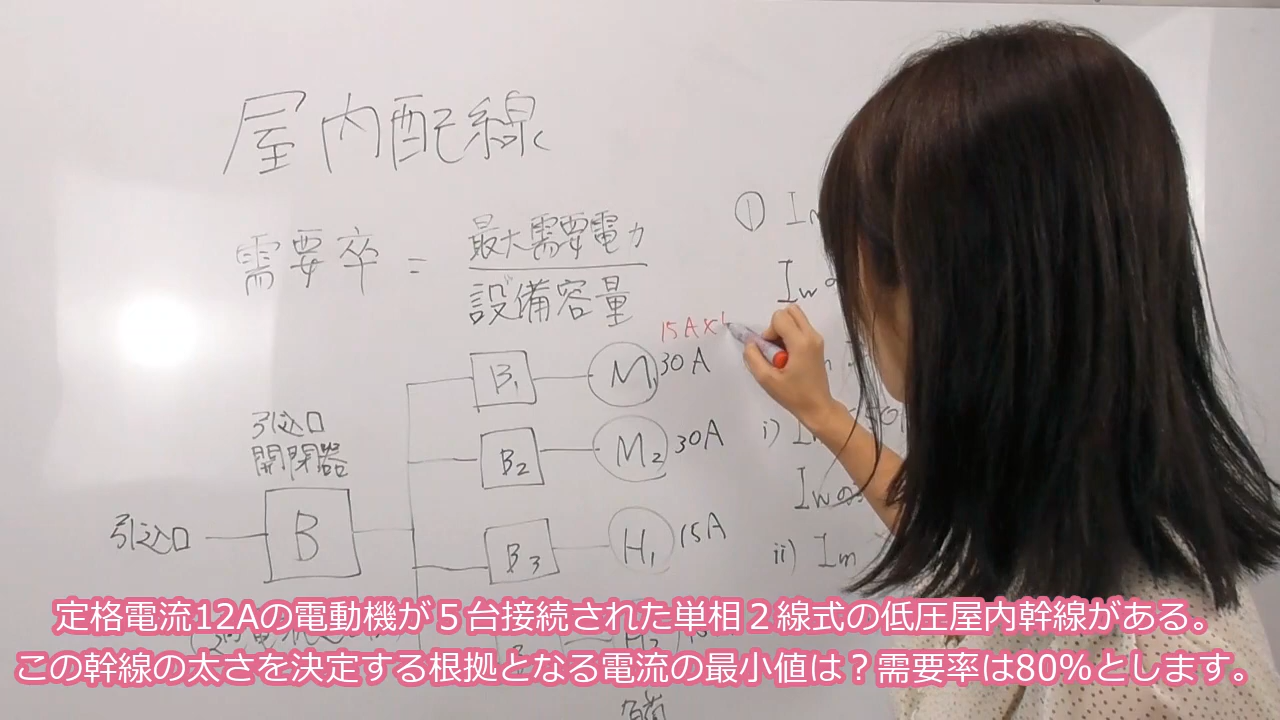 屋内配線
需要率 = 最大需要電力
設備容量
① I
Iw
15A×
B₁ M₁ 30A
i) I
引込口
開閉器
B₂ M₂ 30A
Iwの
引込口 B
B₃ H₁ 15A
ii) Im
定格電流12Aの電動機が５台接続された単相２線式の低圧屋内幹線がある。
この幹線の太さを決定する根拠となる電流の最小値は？需要率は80％とします。